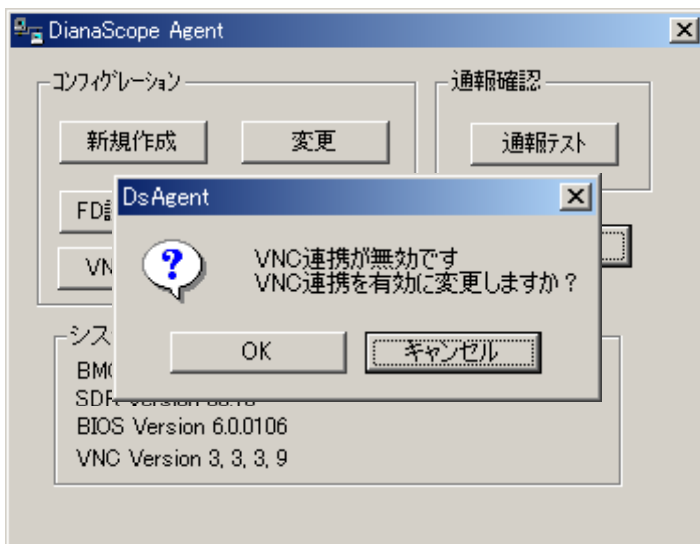 DianaScope Agent
コンフィグレーション
通報確認
新規作成
変更
通報テスト
DsAgent
FD
VN
VNC連携が無効です
VNC連携を有効に変更しますか？
OK
キャンセル
シス
BMC
SDR Version
BIOS Version 6.0.0106
VNC Version 3, 3, 3, 9